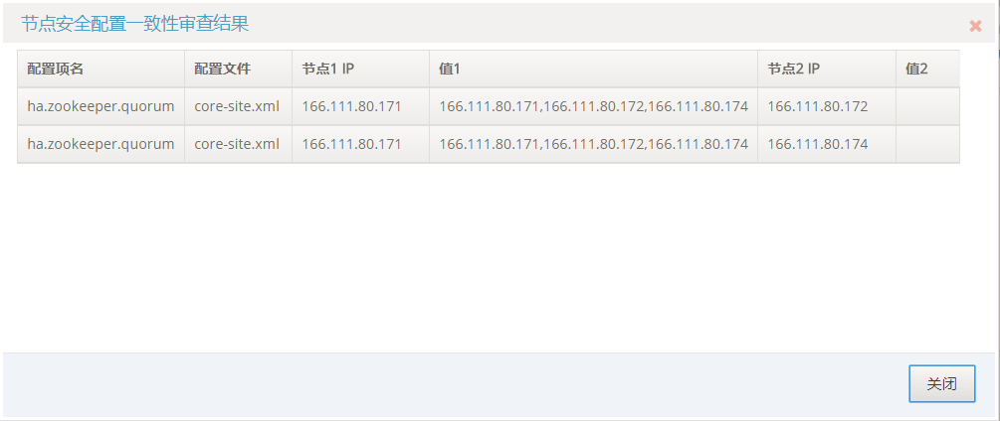 节点安全配置一致性审查结果
配置项名 配置文件 节点1 IP 值1 节点2 IP 值2
ha.zookeeper.quorum core-site.xml 166.111.80.171 166.111.80.171,166.111.80.172,166.111.80.174 166.111.80.172
ha.zookeeper.quorum core-site.xml 166.111.80.171 166.111.80.171,166.111.80.172,166.111.80.174 166.111.80.174
关闭